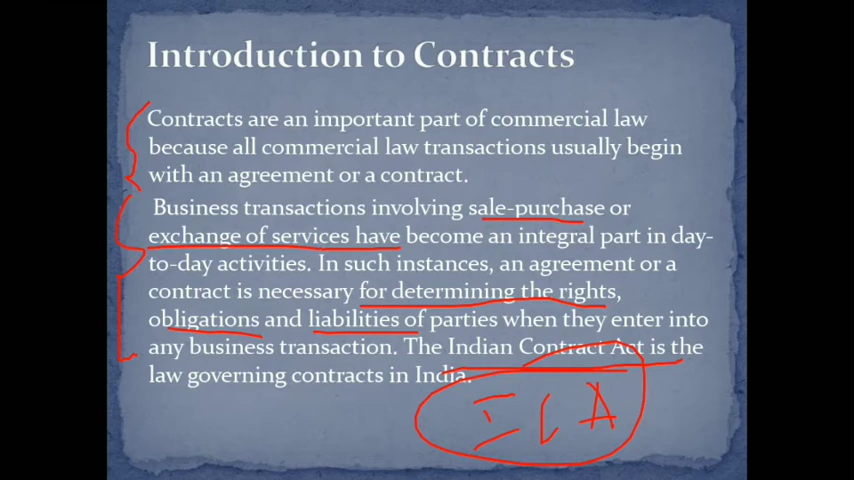 Introduction to Contracts
Contracts are an important part of commercial law
because all commercial law transactions usually begin
with an agreement or a contract.
Business transactions involving sale-purchase or
exchange of services have become an integral part in day-
to-day activities. In such instances, an agreement or a
contract is necessary for determining the rights,
obligations and liabilities of parties when they enter into
any business transaction. The Indian Contract Act is the
law governing contracts in India.
I C A